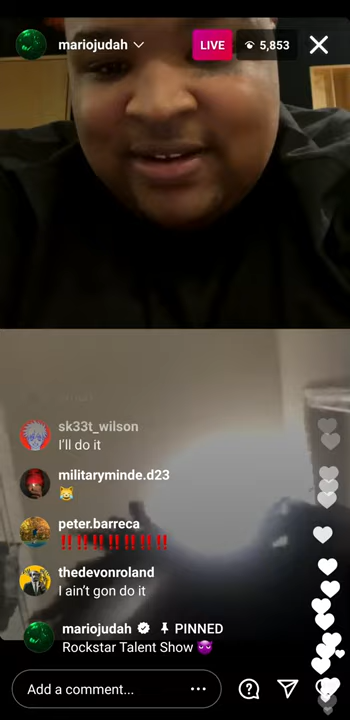 mariojudah
LIVE
5,853
sk33t_wilson
I'll do it
militaryminde.d23
😹
peter.barreca
‼️‼️‼️‼️‼️‼️‼️
thedevonroland
I ain't gon do it
mariojudah PINNED
Rockstar Talent Show 😈
Add a comment...